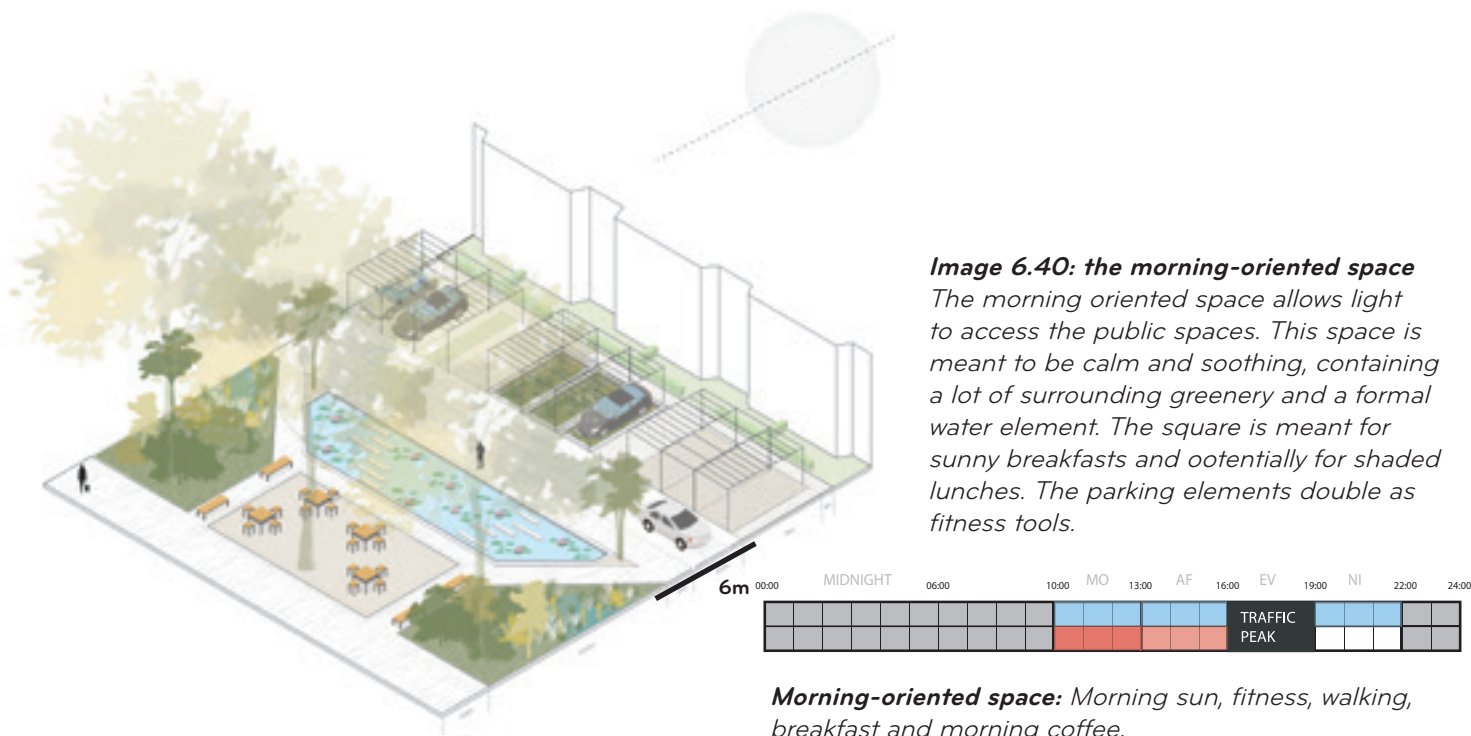 Image 6.40: the morning-oriented space
The morning oriented space allows light
to access the public spaces. This space is
meant to be calm and soothing, containing
a lot of surrounding greenery and a formal
water element. The square is meant for
sunny breakfasts and ootentially for shaded
lunches. The parking elements double as
fitness tools.
6m
00:00 MIDNIGHT 06:00 10:00 MO 13:00 AF 16:00 EV 19:00 NI 22:00 24:00
TRAFFIC
PEAK
Morning-oriented space: Morning sun, fitness, walking,
breakfast and morning coffee.